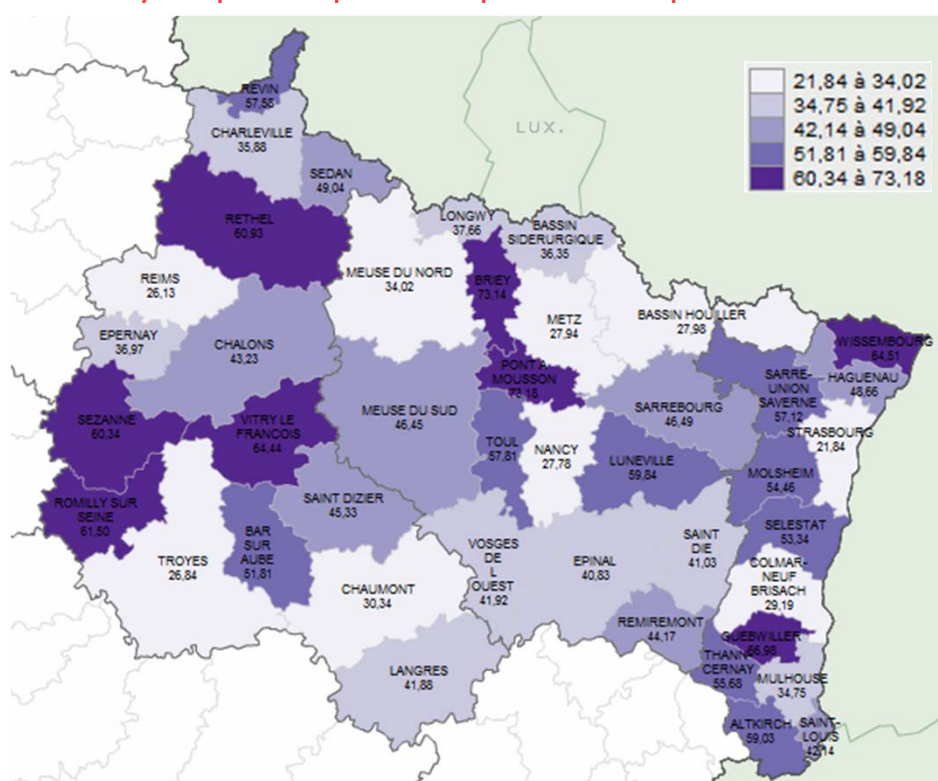 REVIN
57,58
CHARLEVILLE
35,88
SEDAN
49,04
RETHEL
60,93
LUX.
21,84 à 34,02
34,75 à 41,92
42,14 à 49,04
51,81 à 59,84
60,34 à 73,18
LONGWY
37,66
BASSIN
SIDERURGIQUE
36,35
MEUSE DU NORD
34,02
BRIEY
73,14
REIMS
26,13
METZ
27,94
BASSIN HOUILLER
27,98
EPERNAY
36,97
CHALONS
43,23
WISSEMBOURG
64,51
PONT A
MOUSSON
73,18
SARRE-
UNION
SAVERNE
57,12
HAGUENAU
48,66
SEZANNE
60,34
VITRY LE
FRANCOIS
64,44
MEUSE DU SUD
46,45
SARREBOURG
46,49
STRASBOURG
21,84
TOUL
57,81
NANCY
27,78
LUNEVILLE
59,84
MOLSHEIM
54,46
ROMILLY SUR
SEINE
61,50
SAINT DIZIER
45,33
SELESTAT
53,34
TROYES
26,84
BAR
SUR
AUBE
51,81
VOSGES
DE
L
OUEST
41,92
EPINAL
40,83
SAINT
DIE
41,03
COLMAR-
NEUF
BRISACH
29,19
CHAUMONT
30,34
REMIREMONT
44,17
GUEBWILLER
66,98
THANN-
CERNAY
55,68
MULHOUSE
34,75
LANGRES
41,88
ALTKIRCH
59,03
SAINT-
LOUIS
42,14